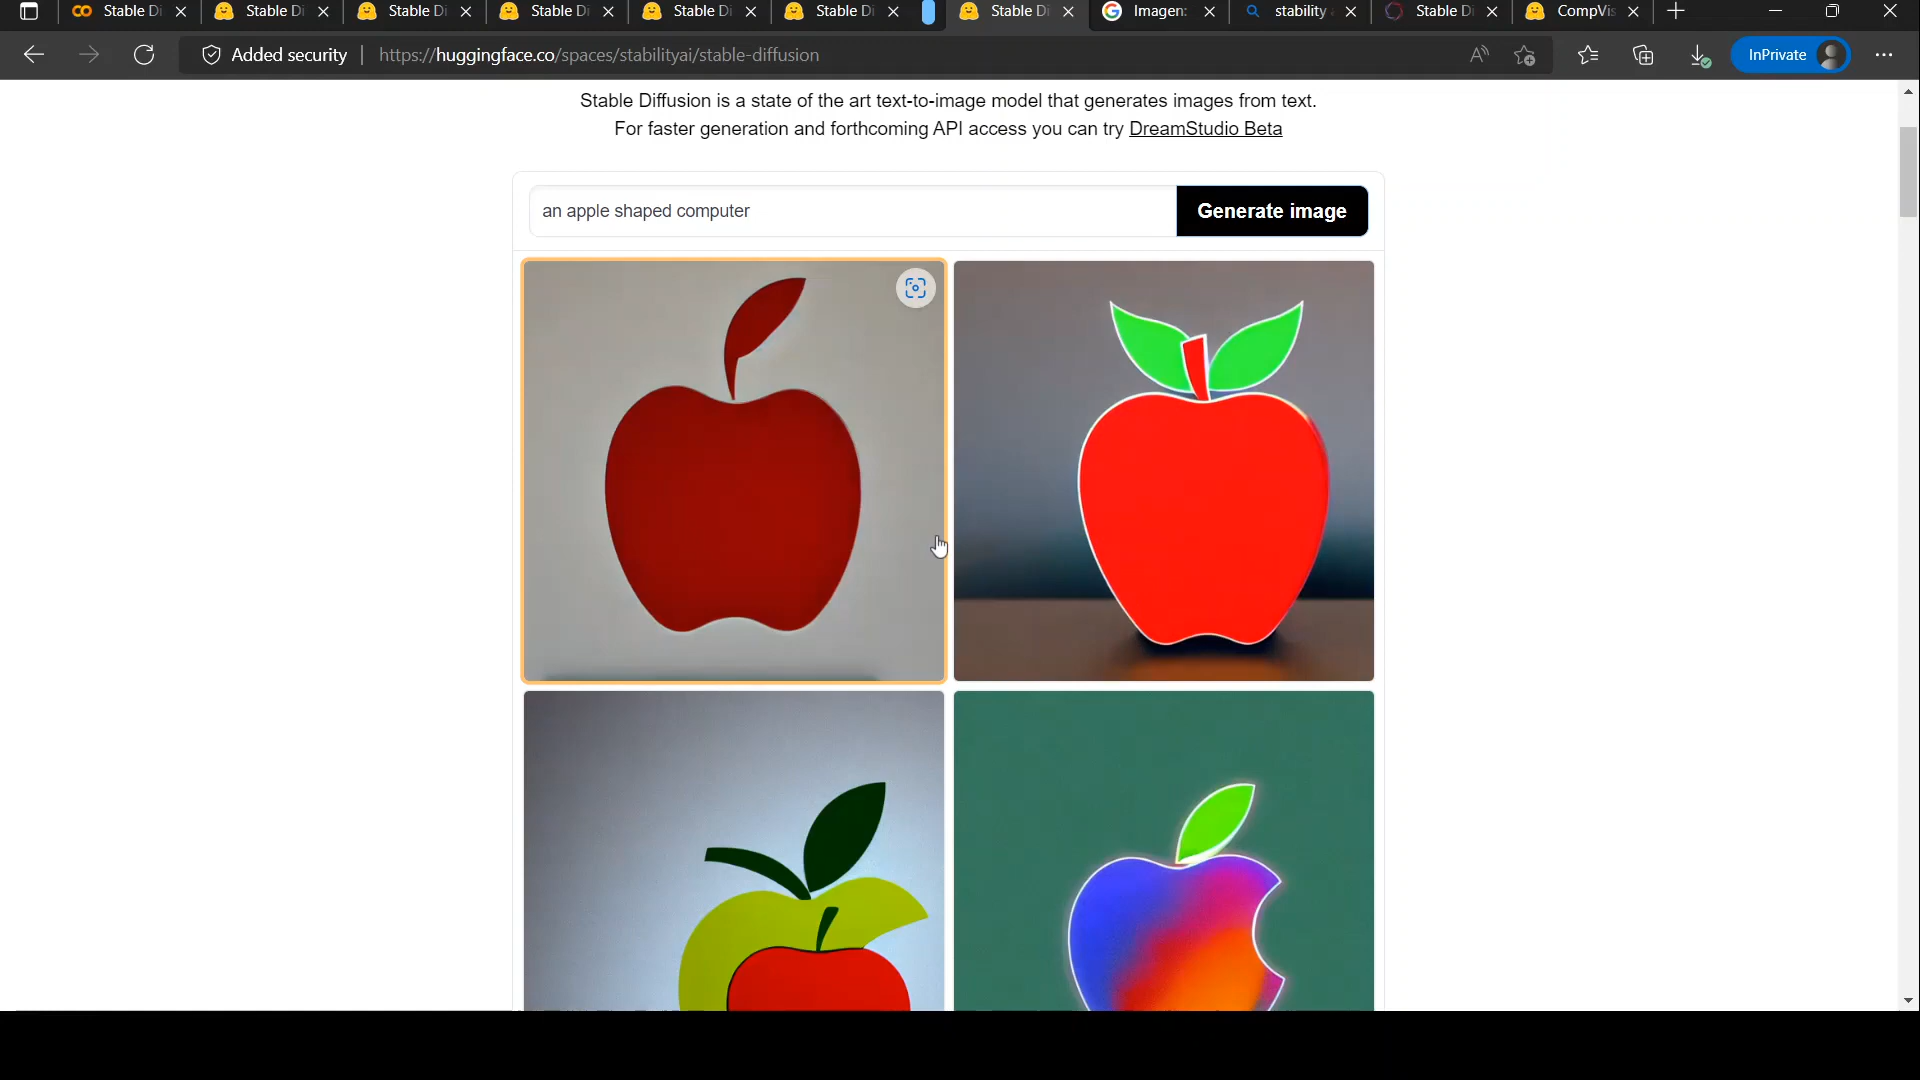 Stable Di
Stable Di
Stable Di
Stable Di
Stable Di
Stable Di
Stable Di
Imagen:
stability
Stable Di
CompVis
Added security
https://huggingface.co/spaces/stabilityai/stable-diffusion
InPrivate
Stable Diffusion is a state of the art text-to-image model that generates images from text.
For faster generation and forthcoming API access you can try DreamStudio Beta
an apple shaped computer
Generate image